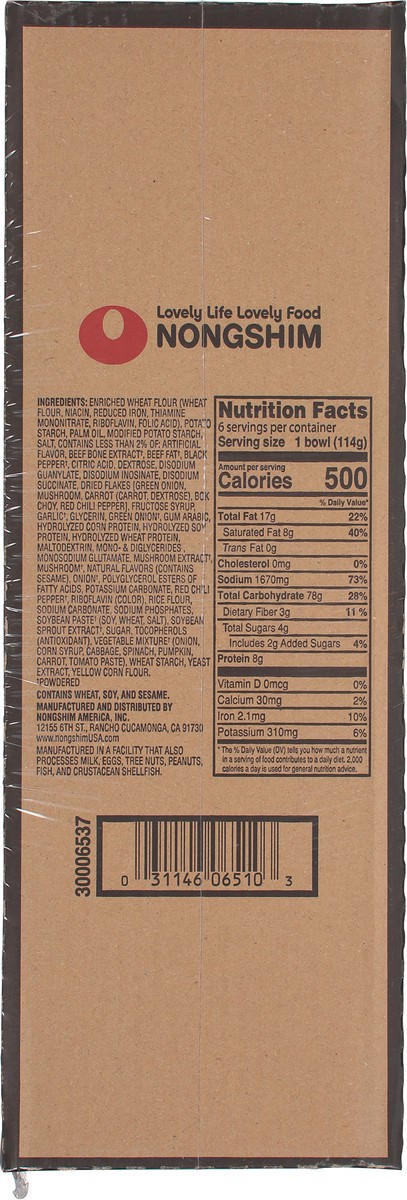 Lovely Life Lovely Food
NONGSHIM
INGREDIENTS: ENRICHED WHEAT FLOUR (WHEAT
FLOUR, NIACIN, REDUCED IRON, THIAMINE
MONONITRATE, RIBOFLAVIN, FOLIC ACID), POTATO
STARCH, PALM OIL, MODIFIED POTATO STARCH,
SALT, CONTAINS LESS THAN 2% OF: ARTIFICIAL
FLAVOR, BEEF BONE EXTRACT†, BEEF FAT†, BLACK
PEPPER†, CITRIC ACID, DEXTROSE, DISODIUM
GUANYLATE, DISODIUM INOSINATE, DISODIUM
SUCCINATE, DRIED FLAKES [GREEN ONION,
MUSHROOM, CARROT (CARROT, DEXTROSE), BOK
CHOY, RED CHILI PEPPER], FRUCTOSE SYRUP,
GARLIC†, GLYCERIN, GREEN ONION†, GUM ARABIC,
HYDROLYZED CORN PROTEIN, HYDROLYZED SOY
PROTEIN, HYDROLYZED WHEAT PROTEIN,
MALTODEXTRIN, MONO- & DIGLYCERIDES,
MONOSODIUM GLUTAMATE, MUSHROOM EXTRACT†,
MUSHROOM†, NATURAL FLAVORS (CONTAINS
SESAME), ONION†, POLYGLYCEROL ESTERS OF
FATTY ACIDS, POTASSIUM CARBONATE, RED CHILI
PEPPER†, RIBOFLAVIN (COLOR), RICE FLOUR,
SODIUM CARBONATE, SODIUM PHOSPHATES,
SOYBEAN PASTE† (SOY, WHEAT, SALT), SOYBEAN
SPROUT EXTRACT†, SUGAR, TOCOPHEROLS
(ANTIOXIDANT), VEGETABLE MIXTURE† (ONION,
CORN SYRUP, CABBAGE, SPINACH, PUMPKIN,
CARROT, TOMATO PASTE), WHEAT STARCH, YEAST
EXTRACT, YELLOW CORN FLOUR.
†POWDERED
CONTAINS WHEAT, SOY, AND SESAME.
MANUFACTURED AND DISTRIBUTED BY
NONGSHIM AMERICA, INC.
12155 6TH ST., RANCHO CUCAMONGA, CA 91730
www.nongshimUSA.com
MANUFACTURED IN A FACILITY THAT ALSO
PROCESSES MILK, EGGS, TREE NUTS, PEANUTS,
FISH, AND CRUSTACEAN SHELLFISH.
Nutrition Facts
6 servings per container
Serving size 1 bowl (114g)
Amount per serving
Calories 500
% Daily Value*
Total Fat 17g 22%
Saturated Fat 8g 40%
Trans Fat 0g
Cholesterol 0mg 0%
Sodium 1670mg 73%
Total Carbohydrate 78g 28%
Dietary Fiber 3g 11 %
Total Sugars 4g
Includes 2g Added Sugars 4%
Protein 8g
Vitamin D 0mcg 0%
Calcium 30mg 2%
Iron 2.1mg 10%
Potassium 310mg 6%
* The % Daily Value (DV) tells you how much a nutrient
in a serving of food contributes to a daily diet. 2,000
calories a day is used for general nutrition advice.
30006537
0 31146 06510 3